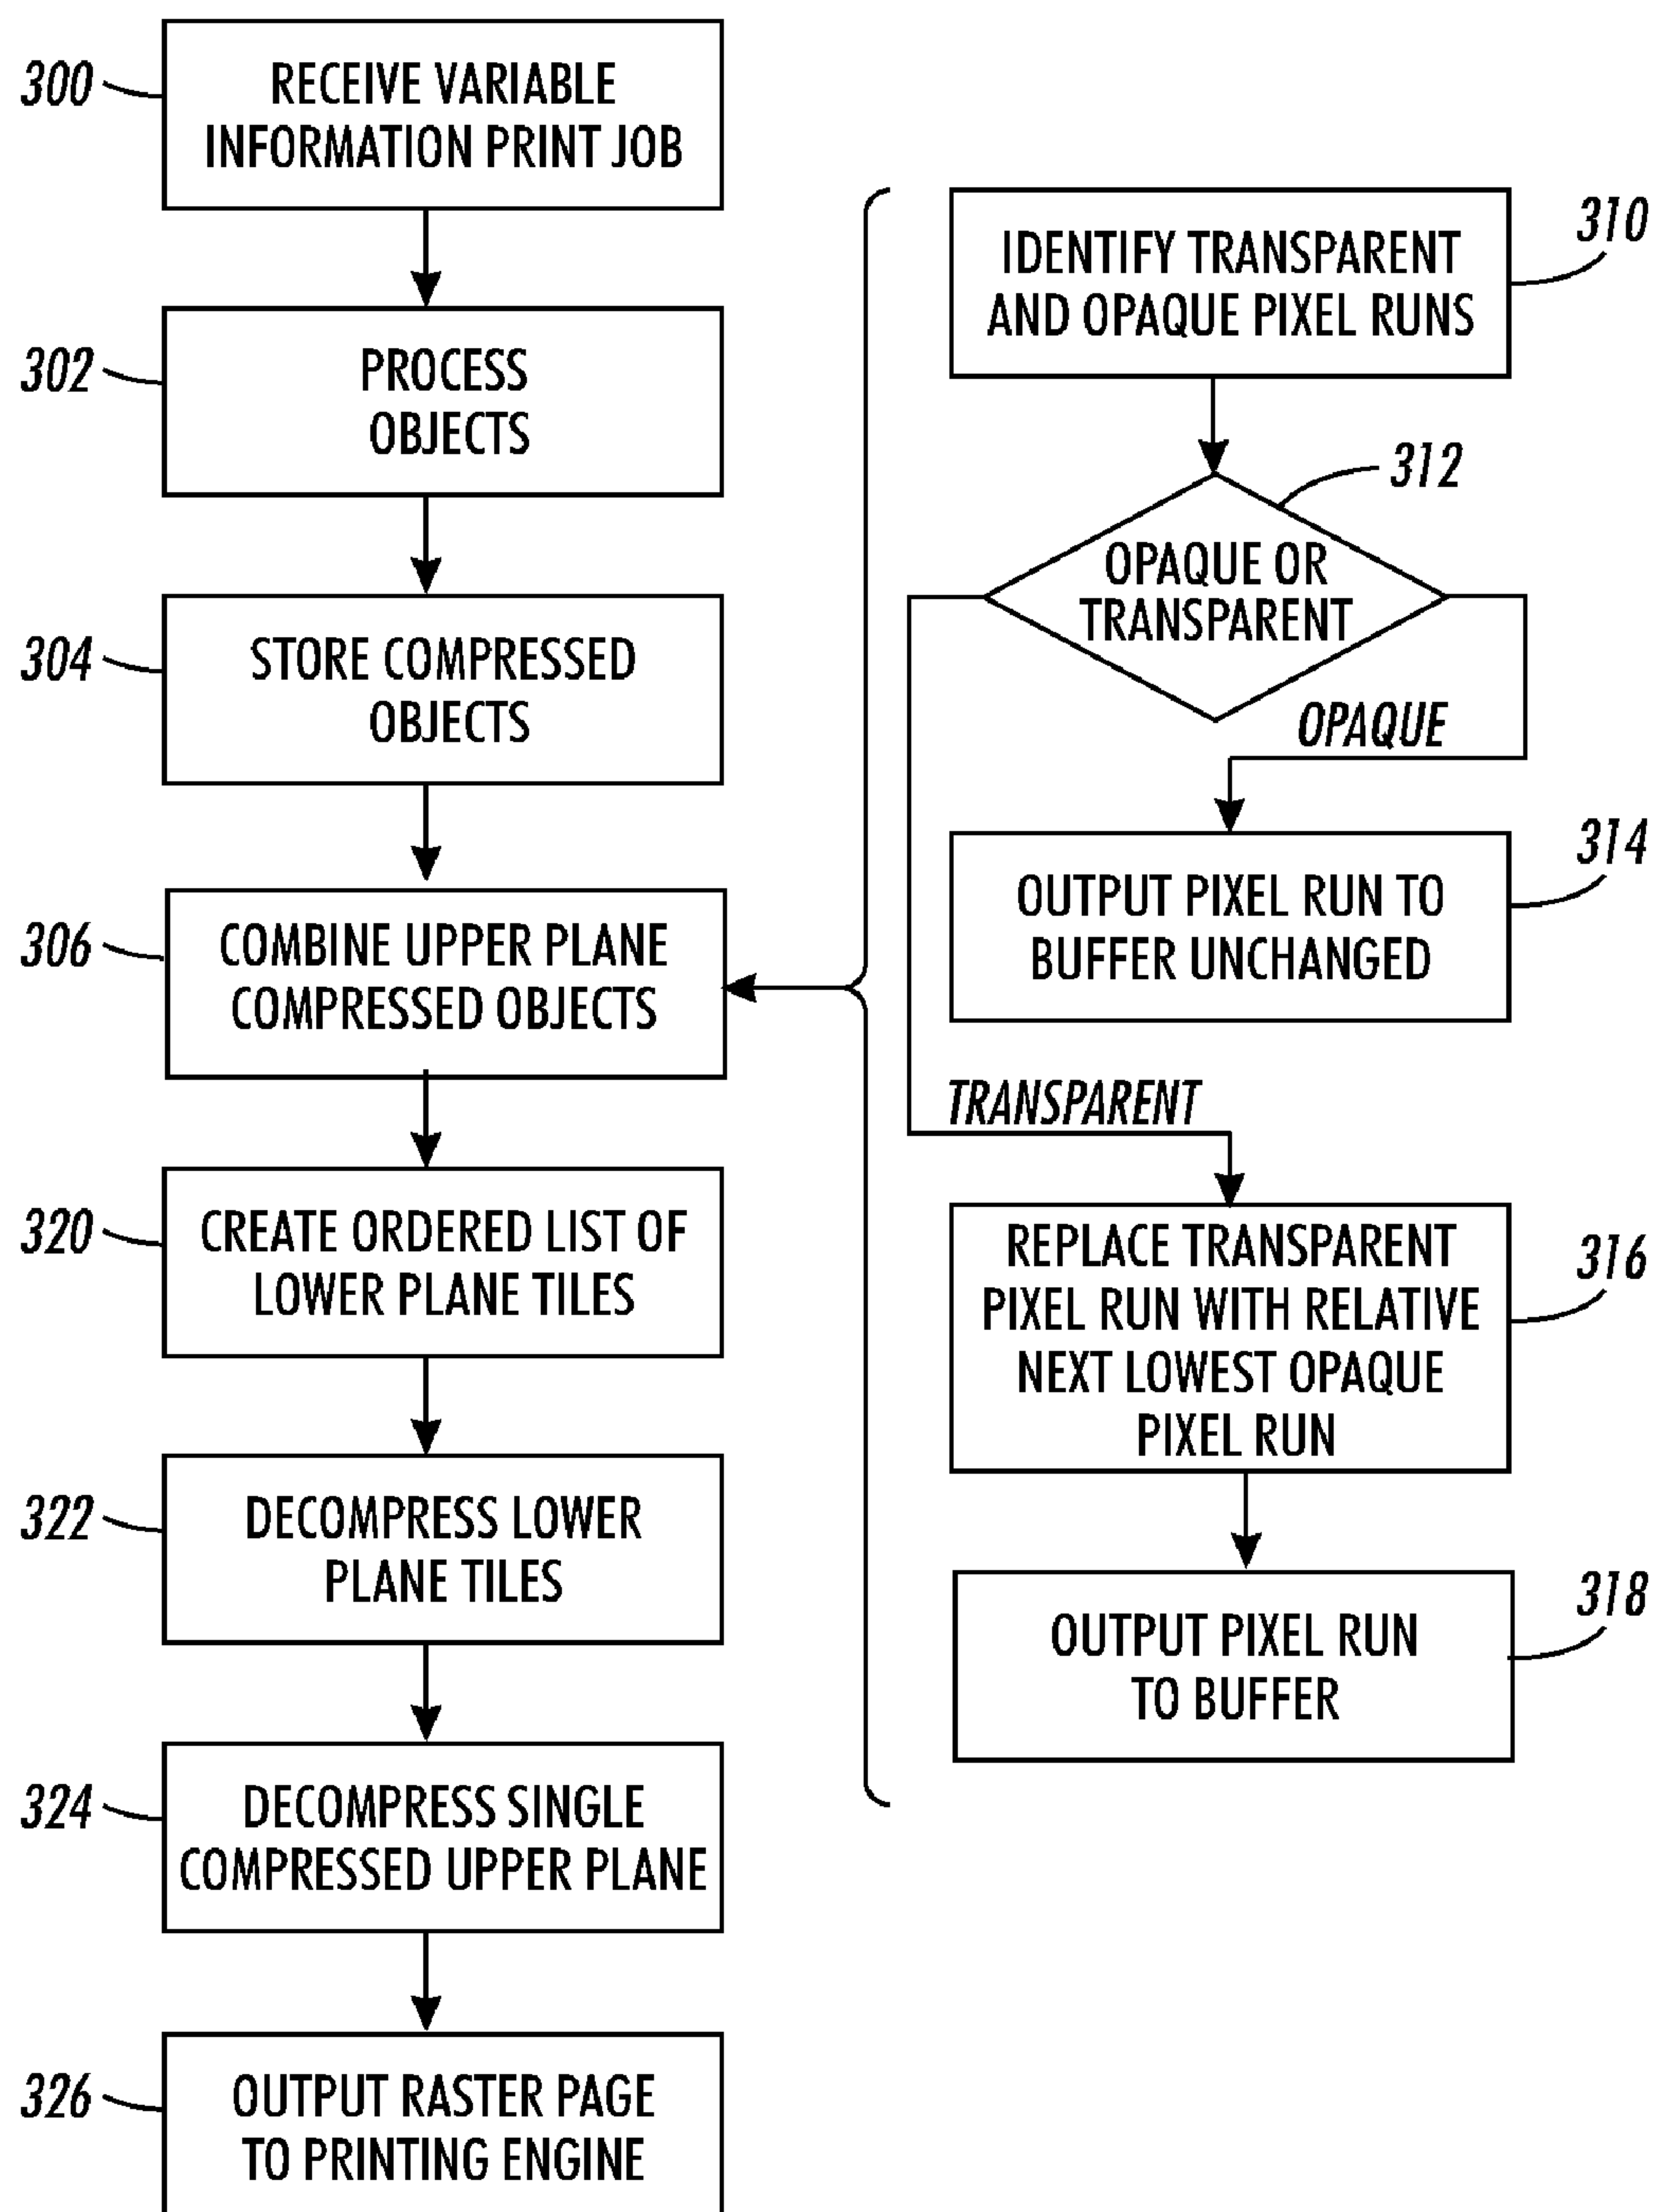 300
RECEIVE VARIABLE
INFORMATION PRINT JOB
302
PROCESS
OBJECTS
304
STORE COMPRESSED
OBJECTS
306
COMBINE UPPER PLANE
COMPRESSED OBJECTS
320
CREATE ORDERED LIST OF
LOWER PLANE TILES
322
DECOMPRESS LOWER
PLANE TILES
324
DECOMPRESS SINGLE
COMPRESSED UPPER PLANE
326
OUTPUT RASTER PAGE
TO PRINTING ENGINE
310
IDENTIFY TRANSPARENT
AND OPAQUE PIXEL RUNS
312
OPAQUE OR
TRANSPARENT
OPAQUE
314
OUTPUT PIXEL RUN TO
BUFFER UNCHANGED
TRANSPARENT
316
REPLACE TRANSPARENT
PIXEL RUN WITH RELATIVE
NEXT LOWEST OPAQUE
PIXEL RUN
318
OUTPUT PIXEL RUN
TO BUFFER